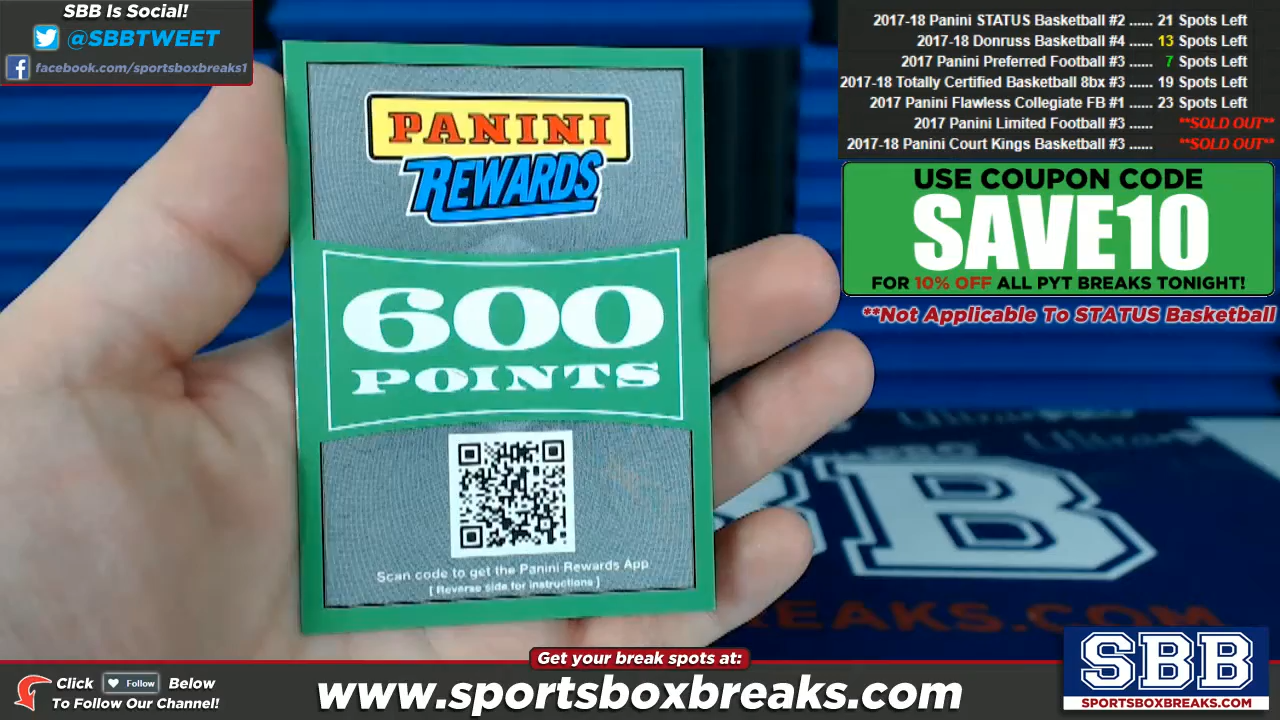 SBB Is Social!
@SBBTWEET
facebook.com/sportsboxbreaks1
2017-18 Panini STATUS Basketball #2 ...... 21 Spots Left
2017-18 Donruss Basketball #4 ...... 13 Spots Left
2017 Panini Preferred Football #3 ...... 7 Spots Left
2017-18 Totally Certified Basketball 8bx #3 ...... 19 Spots Left
2017 Panini Flawless Collegiate FB #1 ...... 23 Spots Left
2017 Panini Limited Football #3 ...... **SOLD OUT**
2017-18 Panini Court Kings Basketball #3 ...... **SOLD OUT**
USE COUPON CODE
SAVE10
FOR 10% OFF ALL PYT BREAKS TONIGHT!
**Not Applicable To STATUS Basketball
PANINI
REWARDS
600
POINTS
Scan code to get the Panini Rewards App
[ Reverse side for instructions ]
B
REAKS.COM
Get your break spots at:
Click Follow Below
To Follow Our Channel!
www.sportsboxbreaks.com
SBB
SPORTSBOXBREAKS.COM